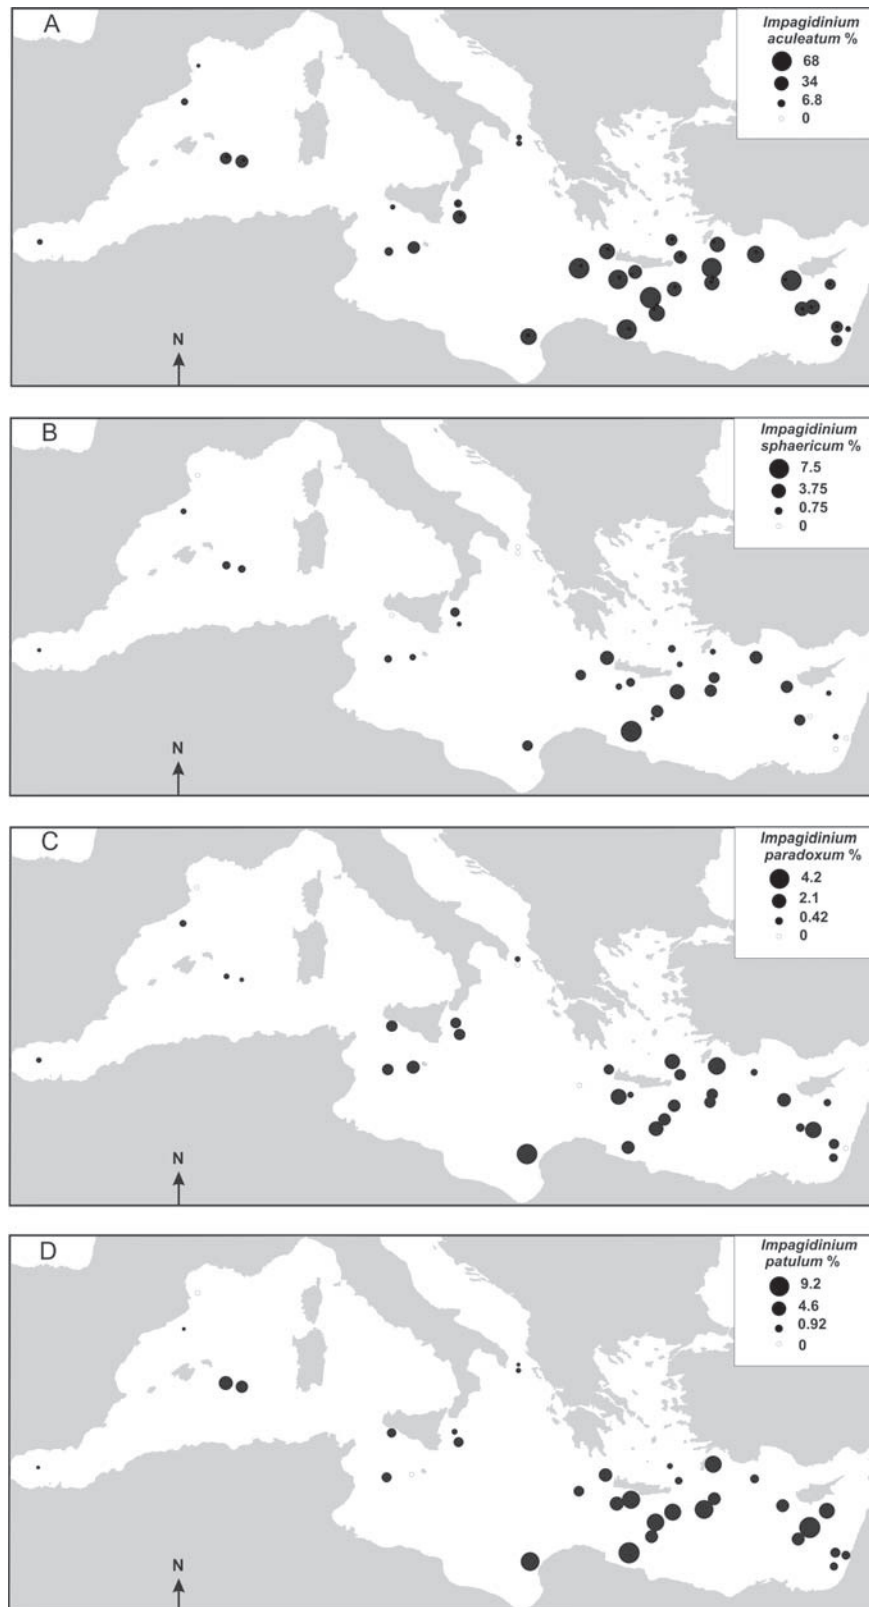 A
Impagidinium
aculeatum %
68
34
6.8
0
N
B
Impagidinium
sphaericum %
7.5
3.75
0.75
0
N
C
Impagidinium
paradoxum %
4.2
2.1
0.42
0
N
D
Impagidinium
patulum %
9.2
4.6
0.92
0
N